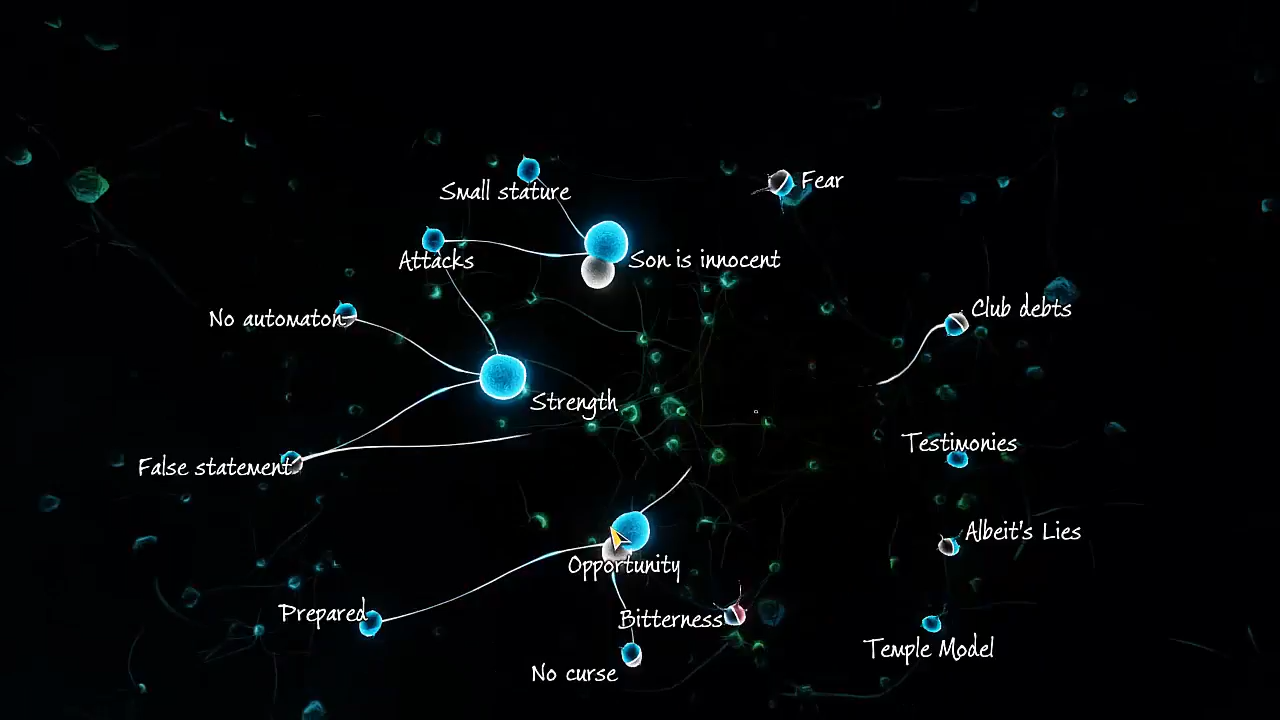 Fear
Small stature
Attacks
Son is innocent
Club debts
No automaton
Strength
Testimonies
False statement
Albeit's Lies
Opportunity
Prepared
Bitterness
Temple Model
No curse